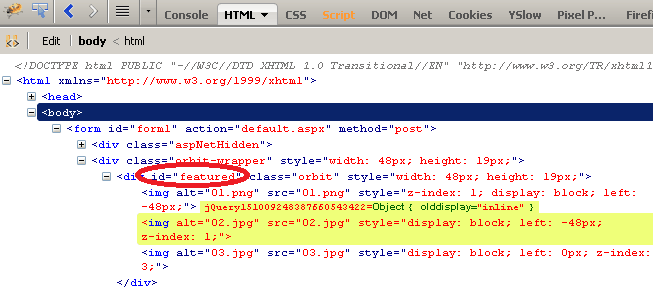 Console HTML CSS Script DOM Net Cookies YSlow Pixel P... Firefi
Edit body < html
<!DOCTYPE html PUBLIC "-//W3C//DTD XHTML 1.0 Transitional//EN" "http://www.w3.org/TR/xhtml1
<html xmlns="http://www.w3.org/1999/xhtml">
<head>
<body>
<form id="form1" action="default.aspx" method="post">
<div class="aspNetHidden">
<div class="orbit-wrapper" style="width: 48px; height: 19px;">
<div id="featured" class="orbit" style="width: 48px; height: 19px;">
<img alt="01.png" src="01.png" style="z-index: 1; display: block; left:
-48px;"> jQuery151009248387650543422=Object { olddisplay="inline" }
<img alt="02.jpg" src="02.jpg" style="display: block; left: -48px;
z-index: 1;">
<img alt="03.jpg" src="03.jpg" style="display: block; left: 0px; z-index:
3;">
</div>